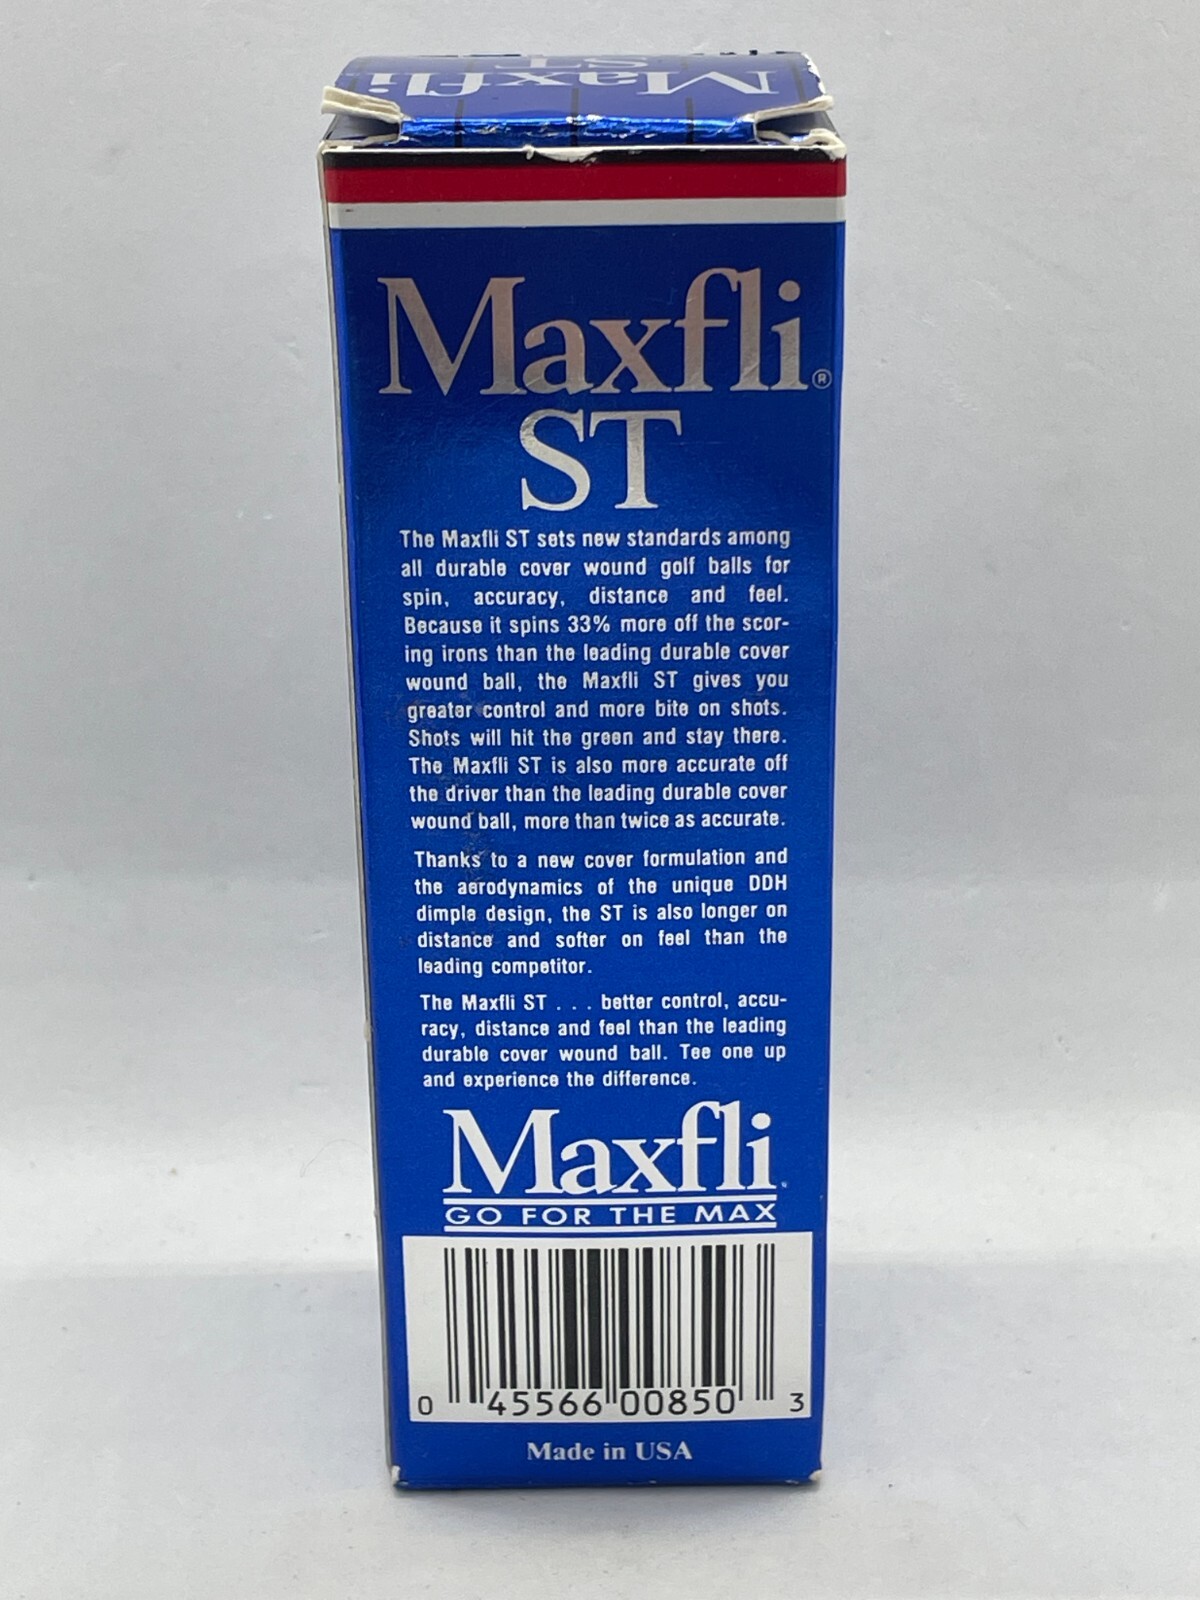 Maxfli
ST
Maxfli®
ST
The Maxfli ST sets new standards among
all durable cover wound golf balls for
spin, accuracy, distance and feel.
Because it spins 33% more off the scor-
ing irons than the leading durable cover
wound ball, the Maxfli ST gives you
greater control and more bite on shots.
Shots will hit the green and stay there.
The Maxfli ST is also more accurate off
the driver than the leading durable cover
wound ball, more than twice as accurate.
Thanks to a new cover formulation and
the aerodynamics of the unique DDH
dimple design, the ST is also longer on
distance and softer on feel than the
leading competitor.
The Maxfli ST . . . better control, accu-
racy, distance and feel than the leading
durable cover wound ball. Tee one up
and experience the difference.
Maxfli
GO FOR THE MAX
0 45566 00850 3
Made in USA